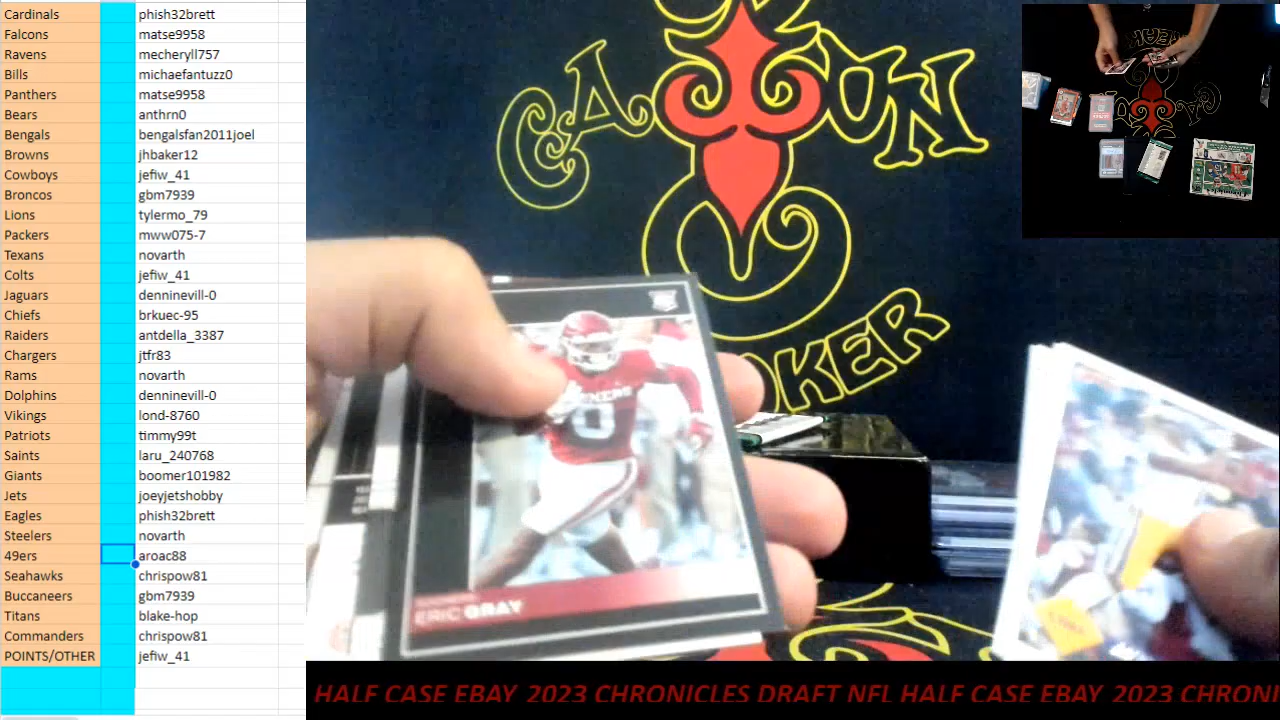 Cardinals phish32brett
Falcons matse9958
Ravens mecheryll757
Bills michaefantuzz0
Panthers matse9958
Bears anthrn0
Bengals bengalsfan2011joel
Browns jhbaker12
Cowboys jefiw_41
Broncos gbm7939
Lions tylermo_79
Packers mww075-7
Texans novarth
Colts jefiw_41
Jaguars denninevill-0
Chiefs brkuec-95
Raiders antdella_3387
Chargers jtfr83
Rams novarth
Dolphins denninevill-0
Vikings lond-8760
Patriots timmy99t
Saints laru_240768
Giants boomer101982
Jets joeyjetshobby
Eagles phish32brett
Steelers novarth
49ers aroac88
Seahawks chrispow81
Buccaneers gbm7939
Titans blake-hop
Commanders chrispow81
POINTS/OTHER jefiw_41
CAJUN
ERIC GRAY
HALF CASE EBAY 2023 CHRONICLES DRAFT NFL HALF CASE EBAY 2023 CHRONI